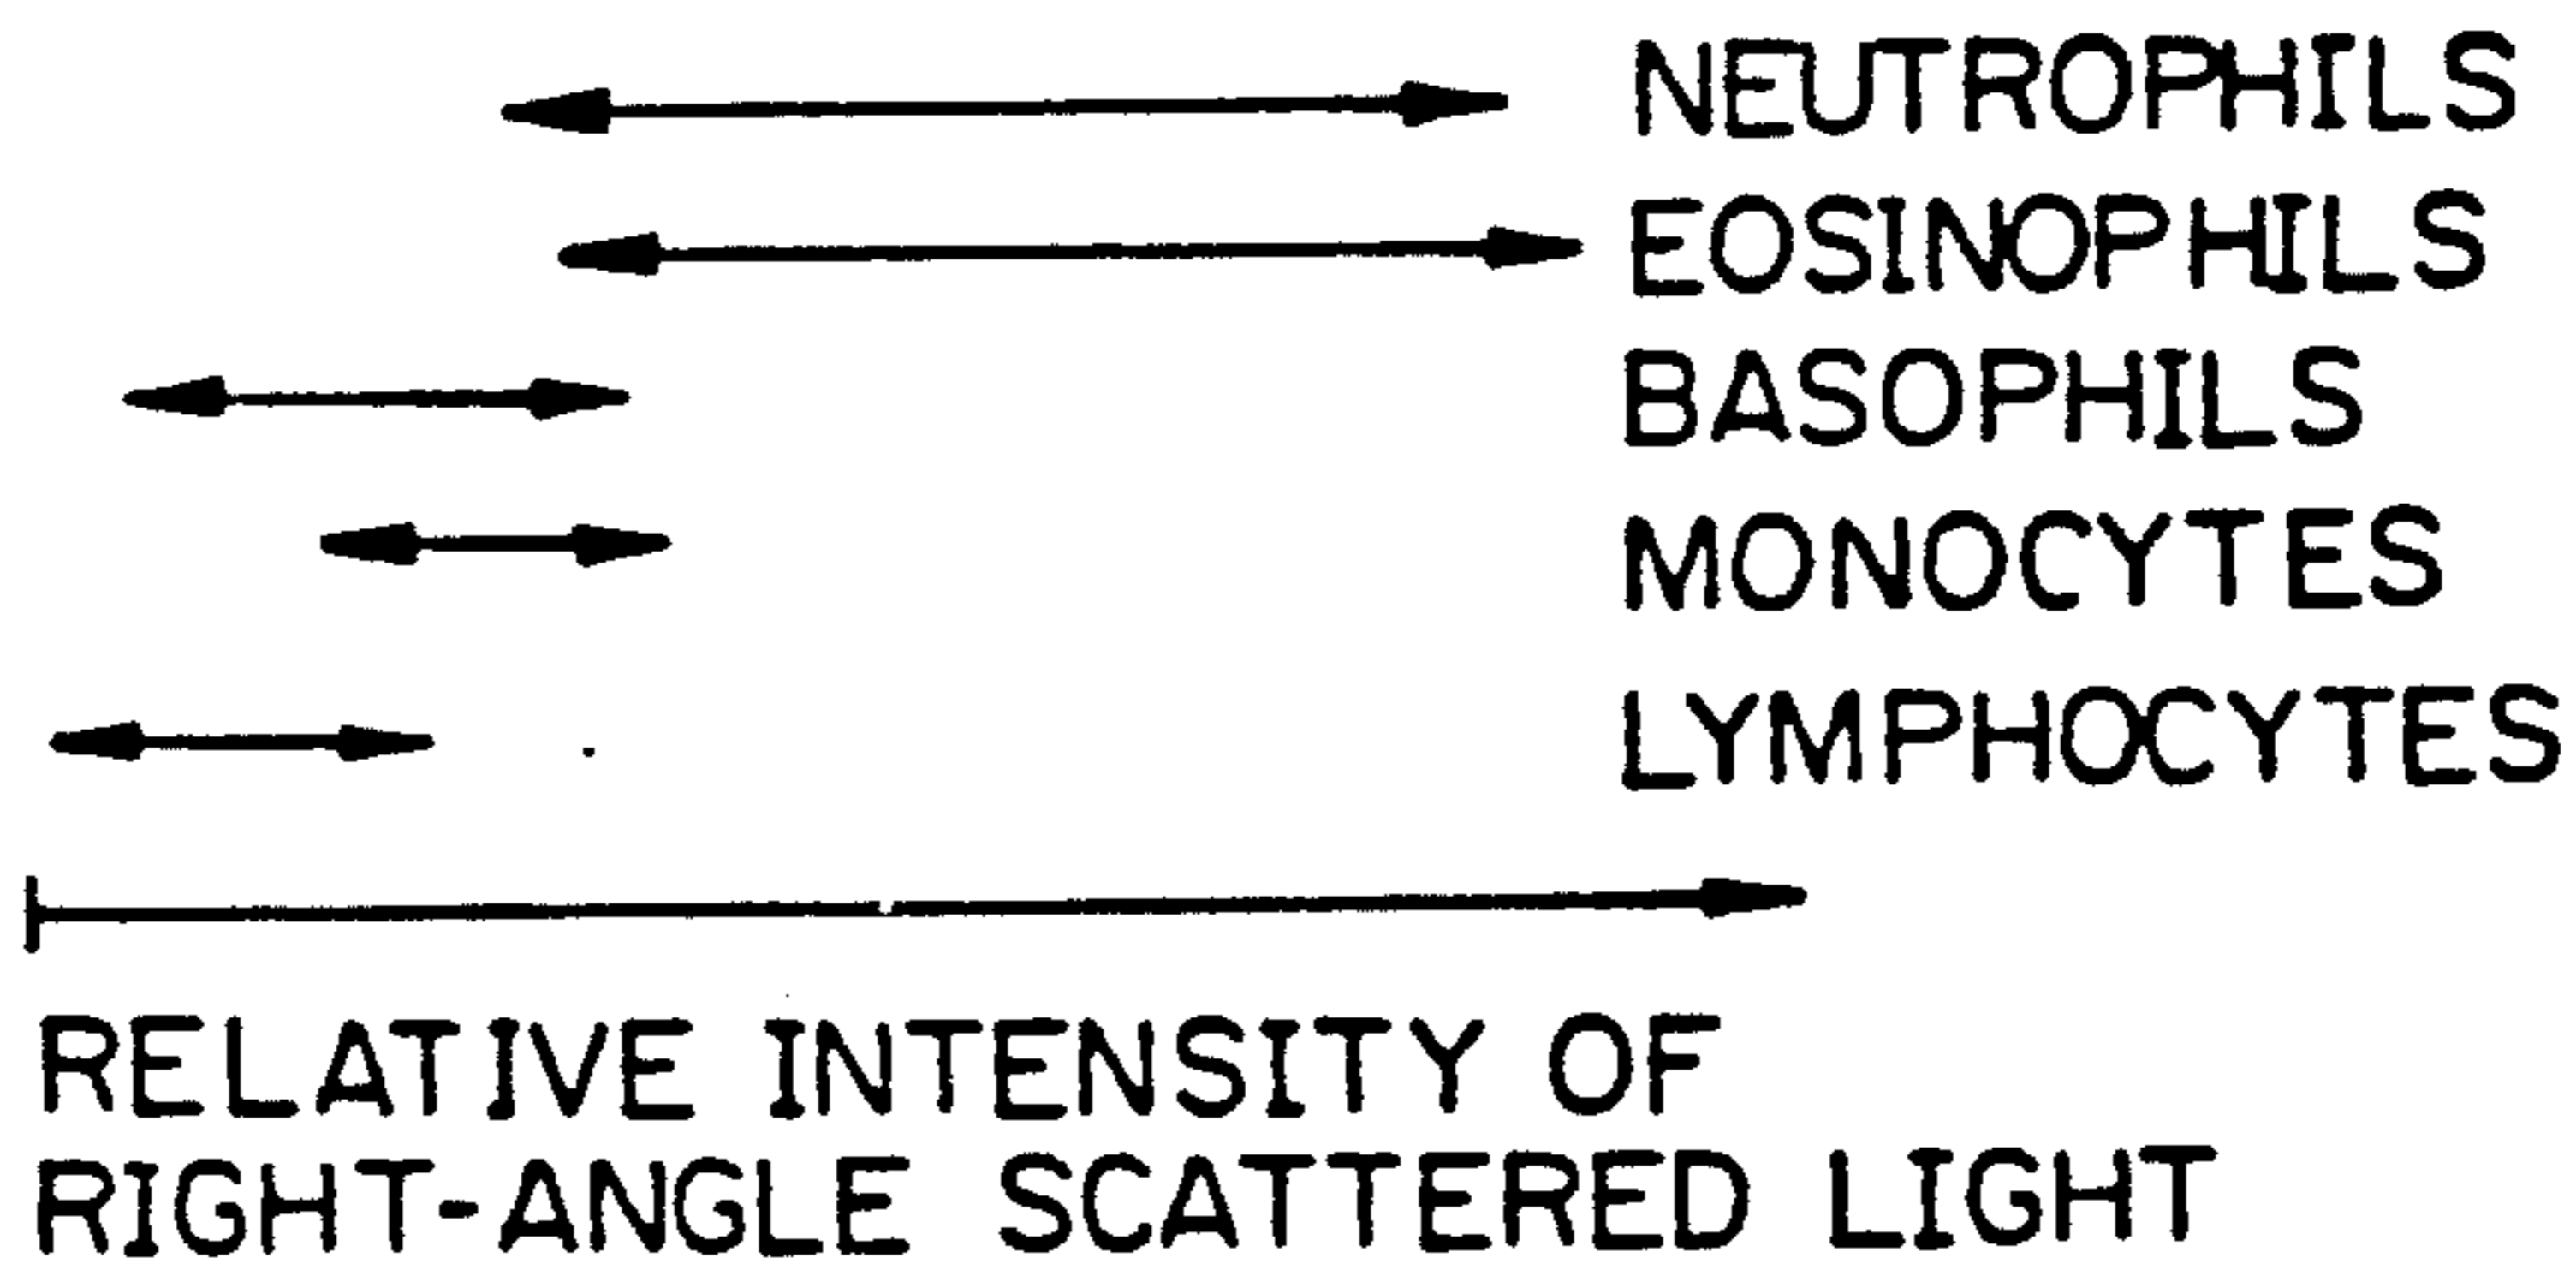 NEUTROPHILS
EOSINOPHILS
BASOPHILS
MONOCYTES
LYMPHOCYTES
RELATIVE INTENSITY OF
RIGHT-ANGLE SCATTERED LIGHT